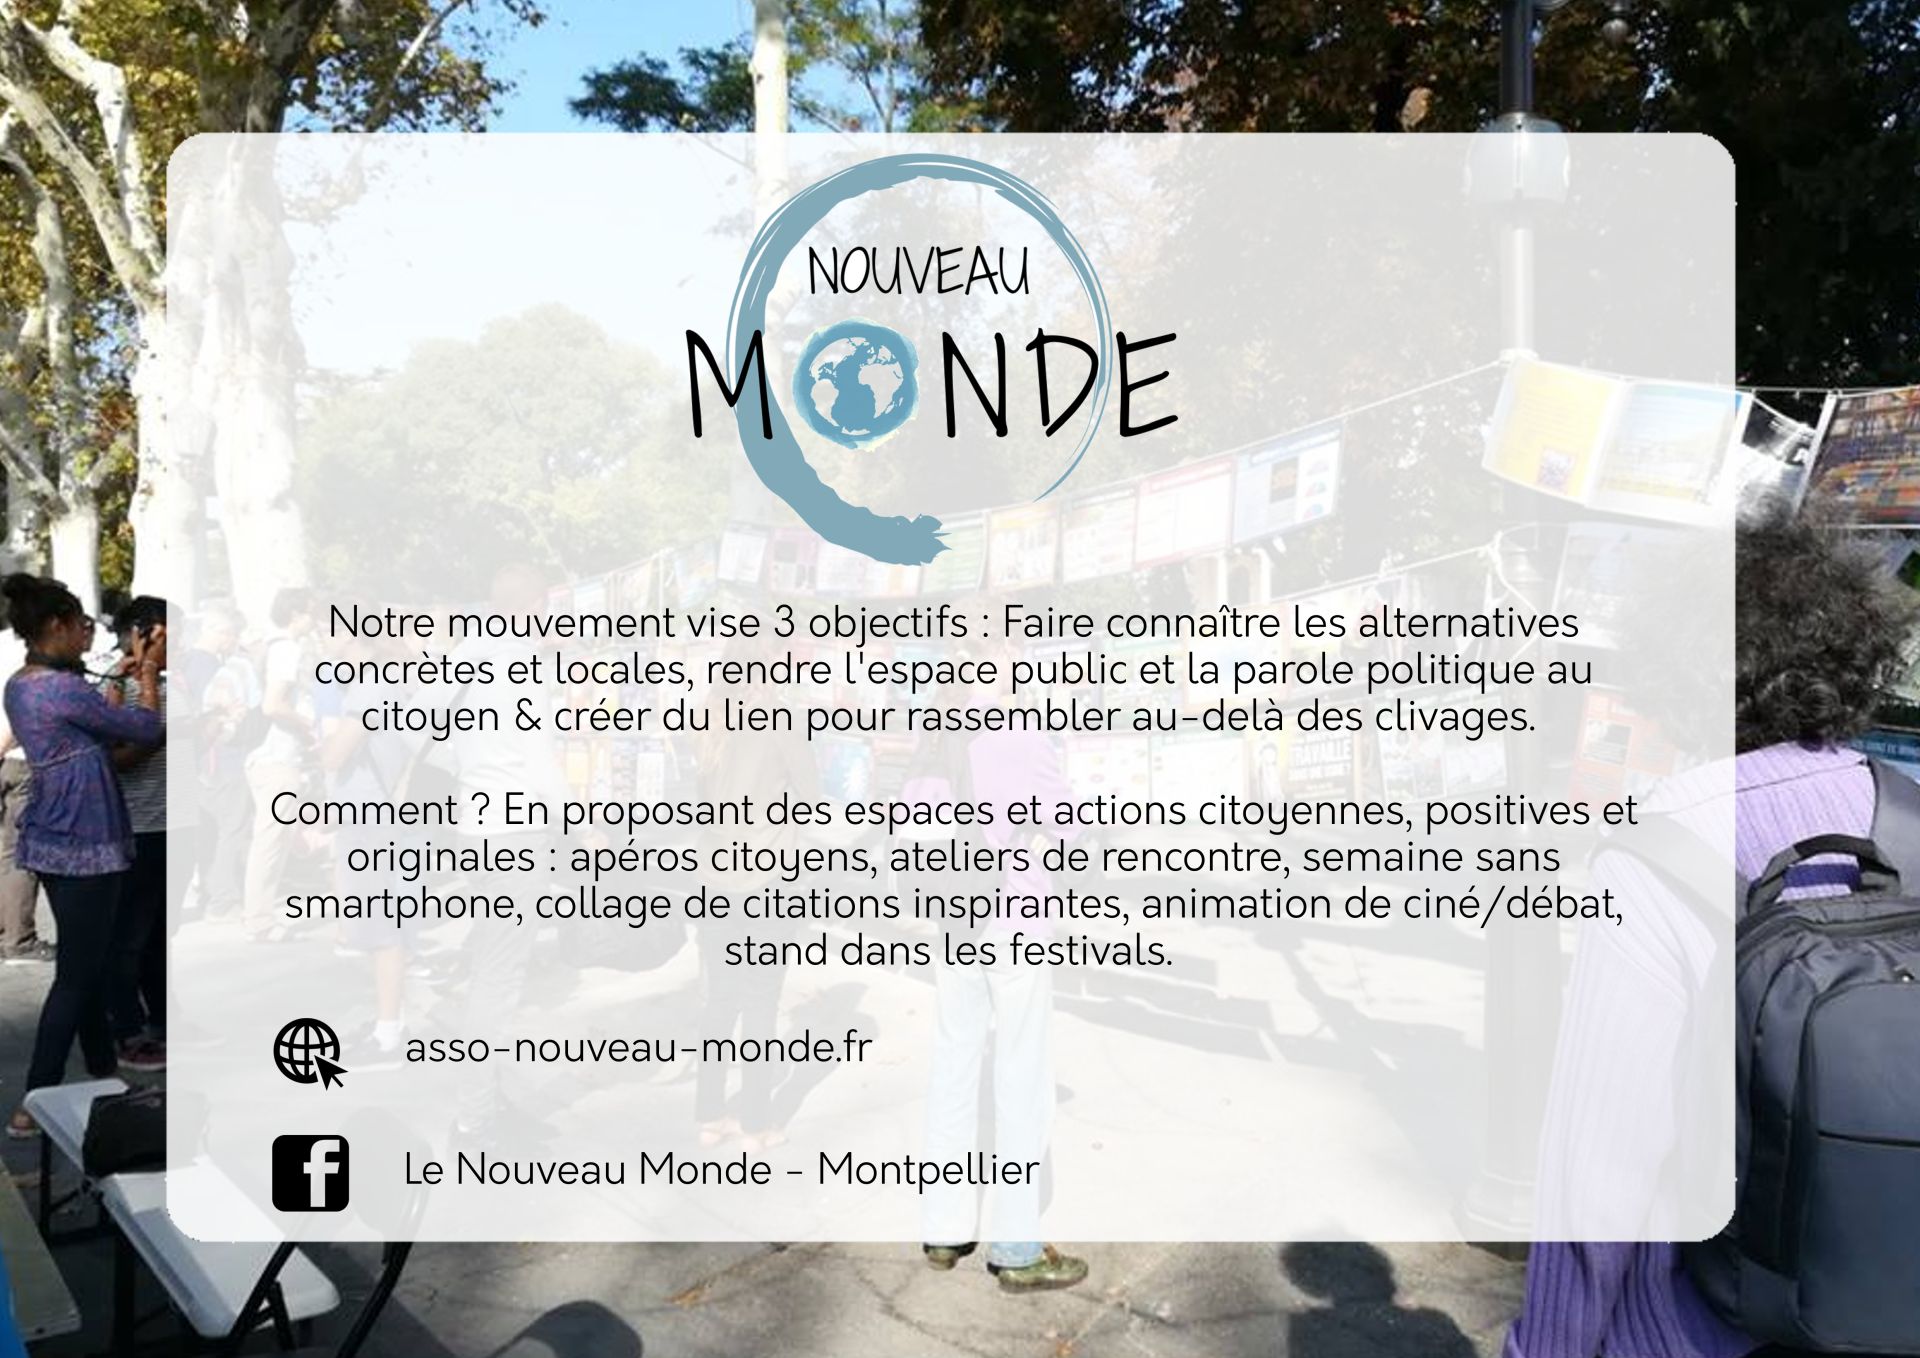 NOUVEAU
MONDE
Notre mouvement vise 3 objectifs : Faire connaître les alternatives
concrètes et locales, rendre l'espace public et la parole politique au
citoyen & créer du lien pour rassembler au-delà des clivages.
Comment ? En proposant des espaces et actions citoyennes, positives et
originales : apéros citoyens, ateliers de rencontre, semaine sans
smartphone, collage de citations inspirantes, animation de ciné/débat,
stand dans les festivals.
asso-nouveau-monde.fr
Le Nouveau Monde - Montpellier